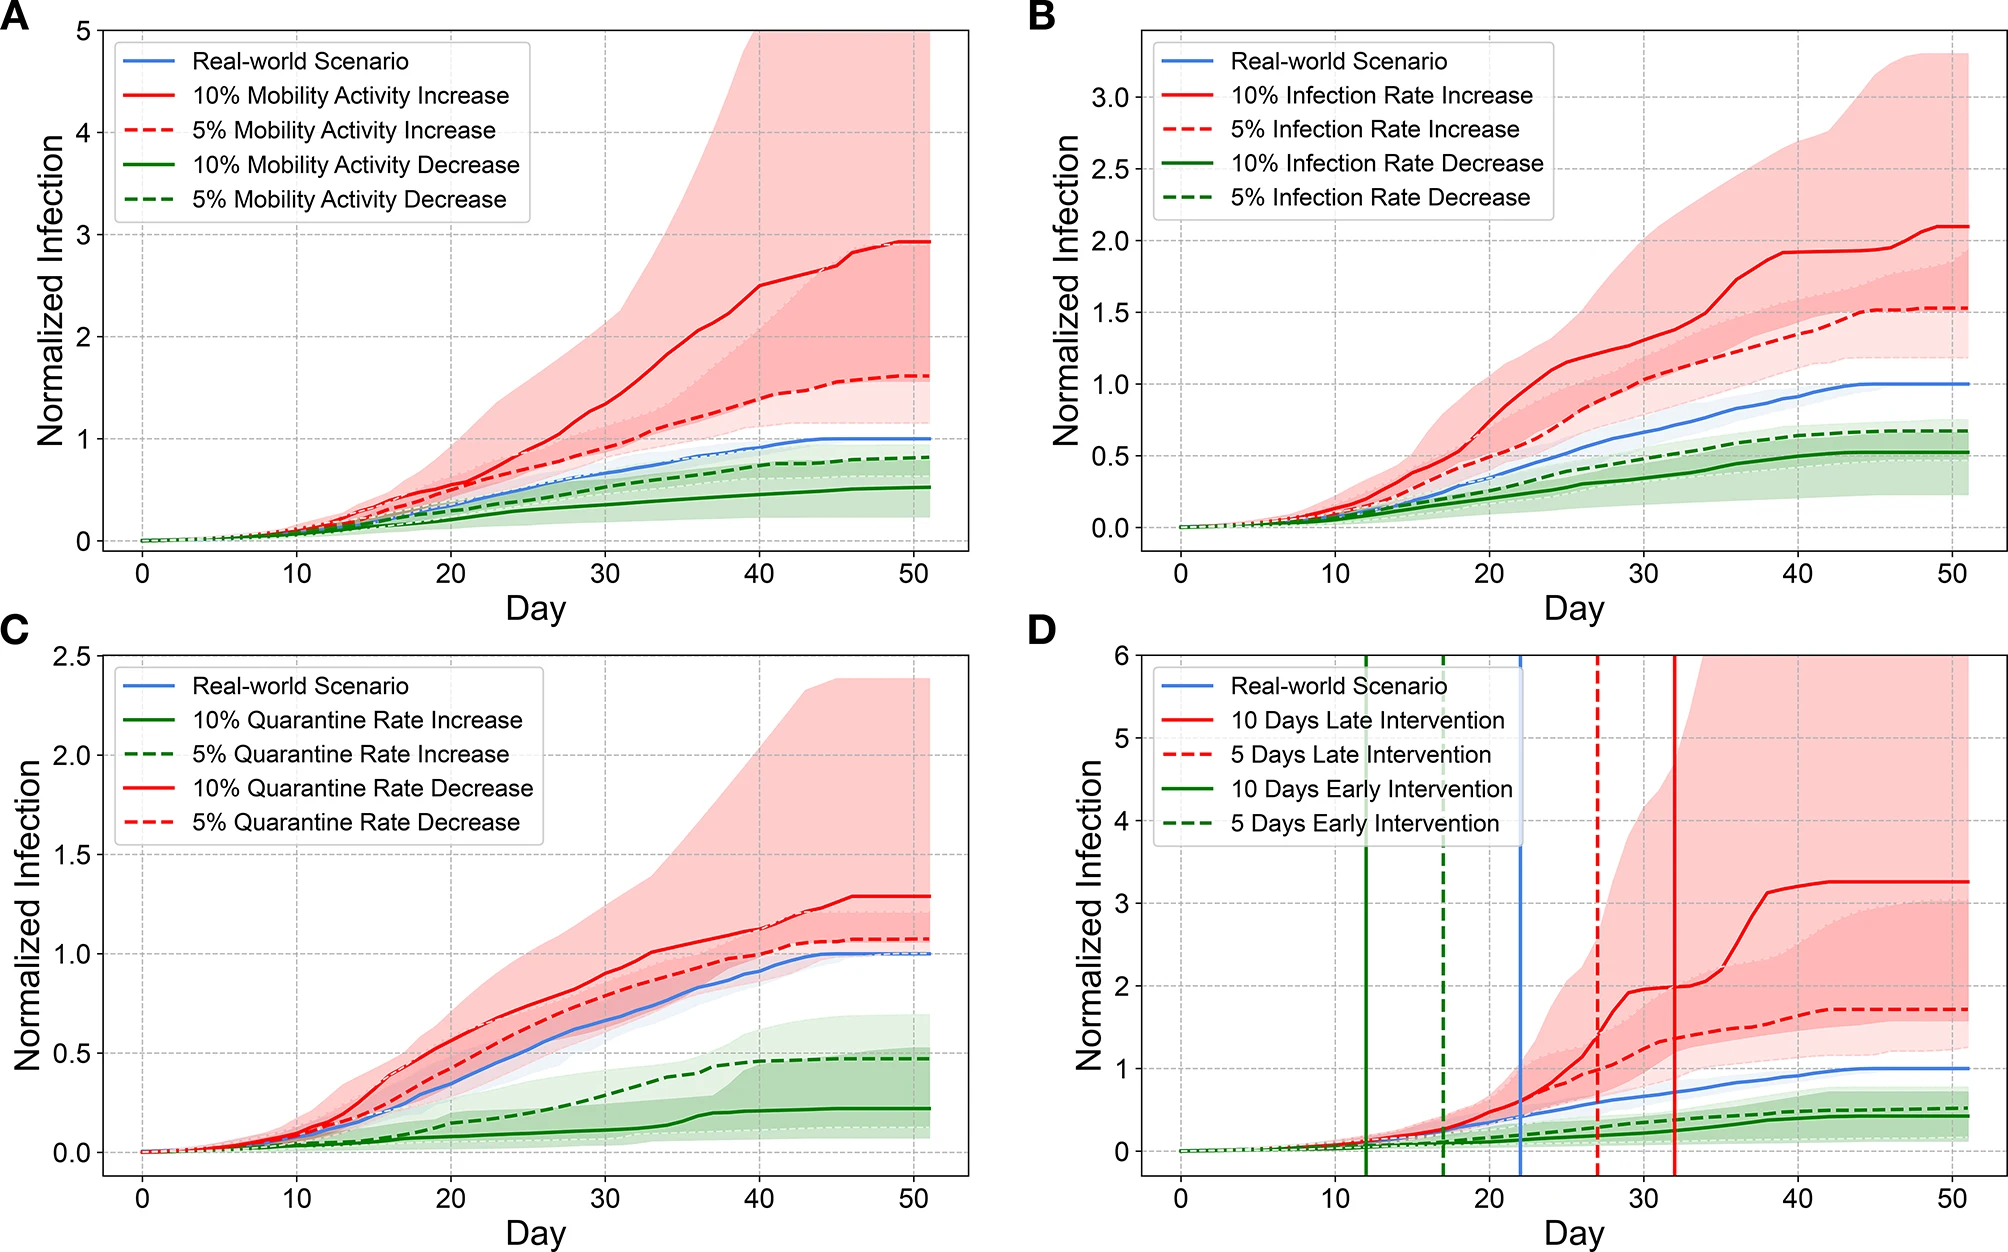 A
5
4
3
2
1
0
Normalized Infection
Real-world Scenario
10% Mobility Activity Increase
5% Mobility Activity Increase
10% Mobility Activity Decrease
5% Mobility Activity Decrease
0 10 20 30 40 50
Day
B
3.0
2.5
2.0
1.5
1.0
0.5
0.0
Normalized Infection
Real-world Scenario
10% Infection Rate Increase
5% Infection Rate Increase
10% Infection Rate Decrease
5% Infection Rate Decrease
0 10 20 30 40 50
Day
C
2.5
2.0
1.5
1.0
0.5
0.0
Normalized Infection
Real-world Scenario
10% Quarantine Rate Increase
5% Quarantine Rate Increase
10% Quarantine Rate Decrease
5% Quarantine Rate Decrease
0 10 20 30 40 50
Day
D
6
5
4
3
2
1
0
Normalized Infection
Real-world Scenario
10 Days Late Intervention
5 Days Late Intervention
10 Days Early Intervention
5 Days Early Intervention
0 10 20 30 40 50
Day